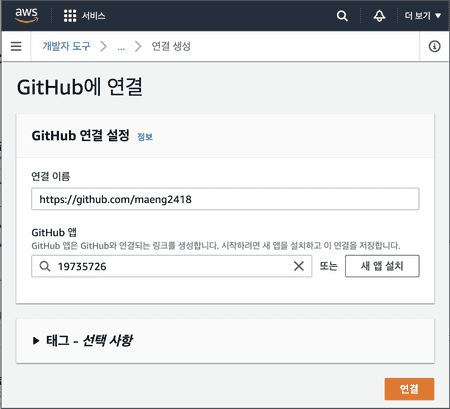 aws 서비스 더 보기
개발자 도구 ... 연결 생성
GitHub에 연결
GitHub 연결 설정 정보
연결 이름
https://github.com/maeng2418
GitHub 앱
GitHub 앱은 GitHub와 연결되는 링크를 생성합니다. 시작하려면 새 앱을 설치하고 이 연결을 저장합니다.
19735726 또는 새 앱 설치
태그 - 선택 사항
연결